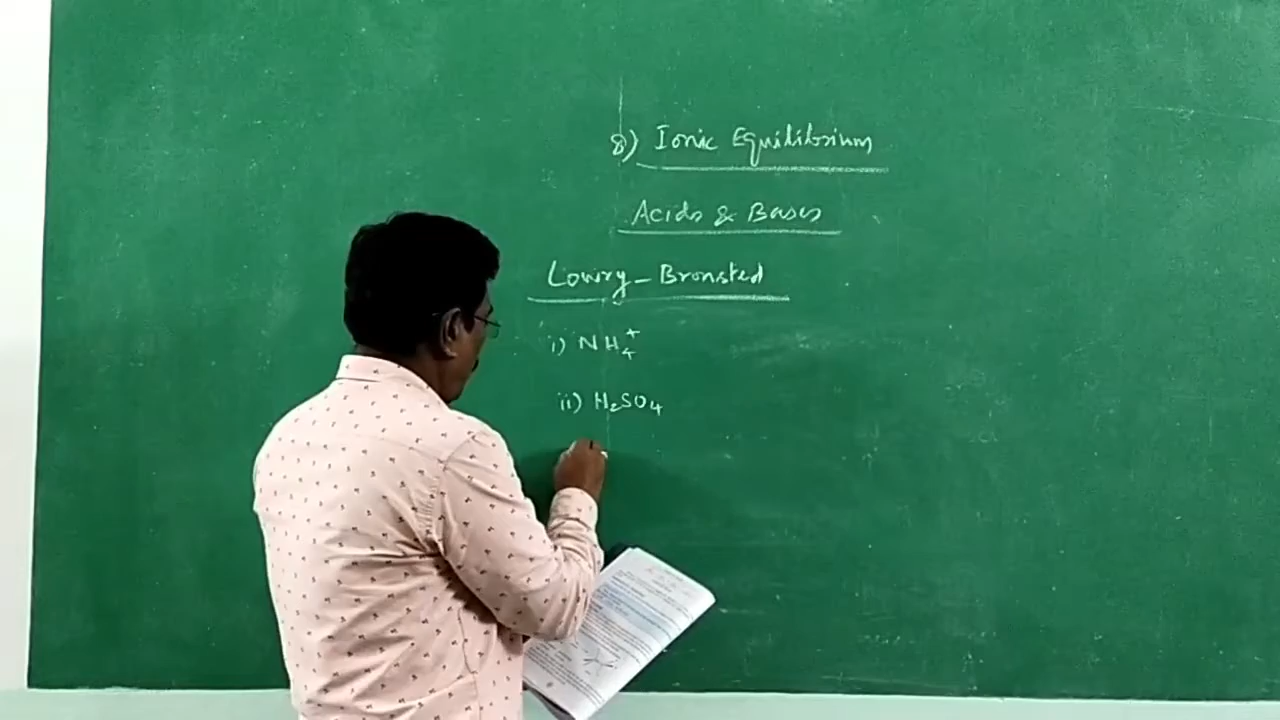 8) Ionic Equilibrium
Acids & Bases
Lowry - Bronsted
i) NH₄⁺
ii) H₂SO₄